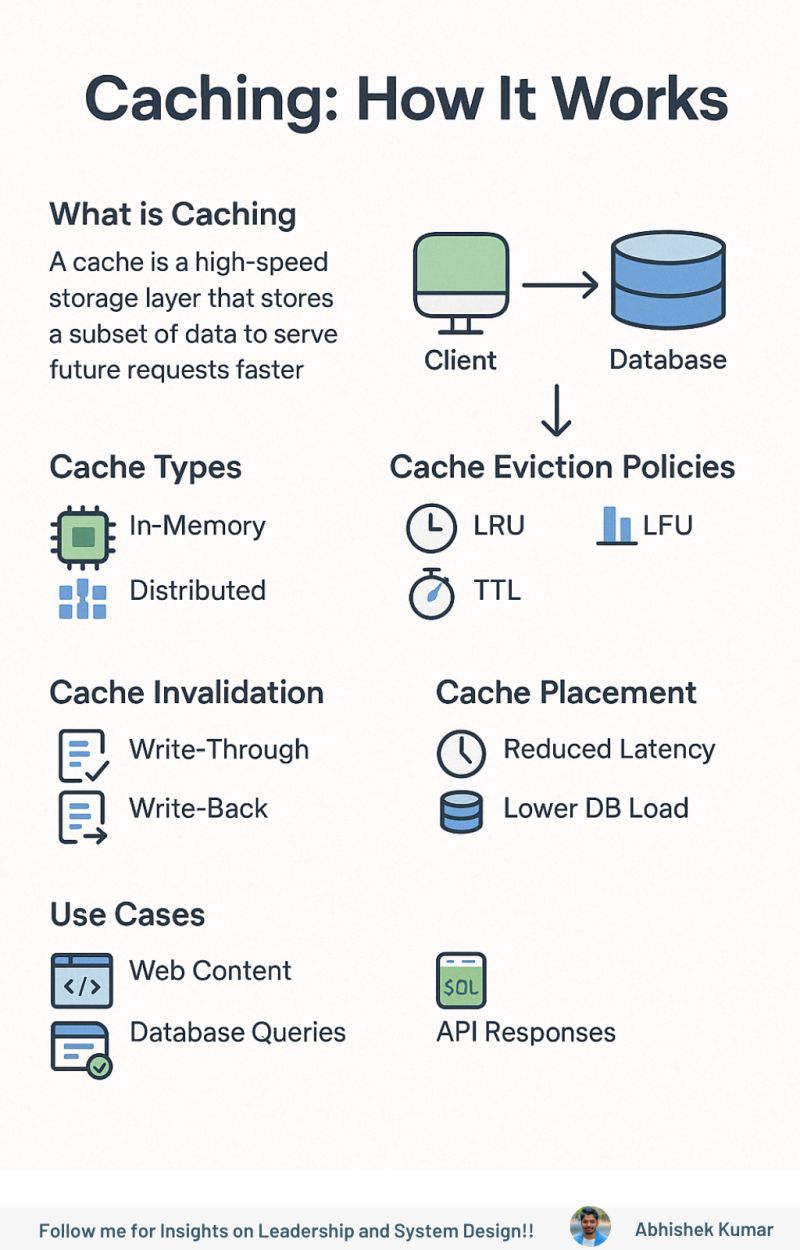 Caching: How It Works
What is Caching
A cache is a high-speed
storage layer that stores
a subset of data to serve
future requests faster
Client
Database
Cache Types
In-Memory
Distributed
Cache Eviction Policies
LRU
LFU
TTL
Cache Invalidation
Write-Through
Write-Back
Cache Placement
Reduced Latency
Lower DB Load
Use Cases
</>
Web Content
Database Queries
$OL
API Responses
Follow me for Insights on Leadership and System Design!!
Abhishek Kumar